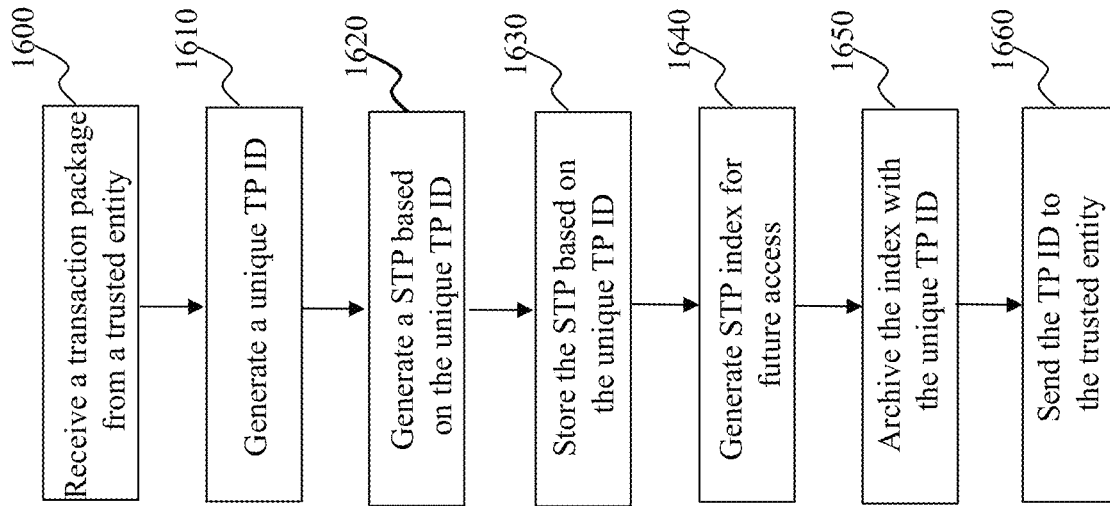 1600
Receive a transaction package
from a trusted entity
1610
Generate a unique TP ID
1620
Generate a STP based
on the unique TP ID
1630
Store the STP based on
the unique TP ID
1640
Generate STP index for
future access
1650
Archive the index with
the unique TP ID
1660
Send the TP ID to
the trusted entity